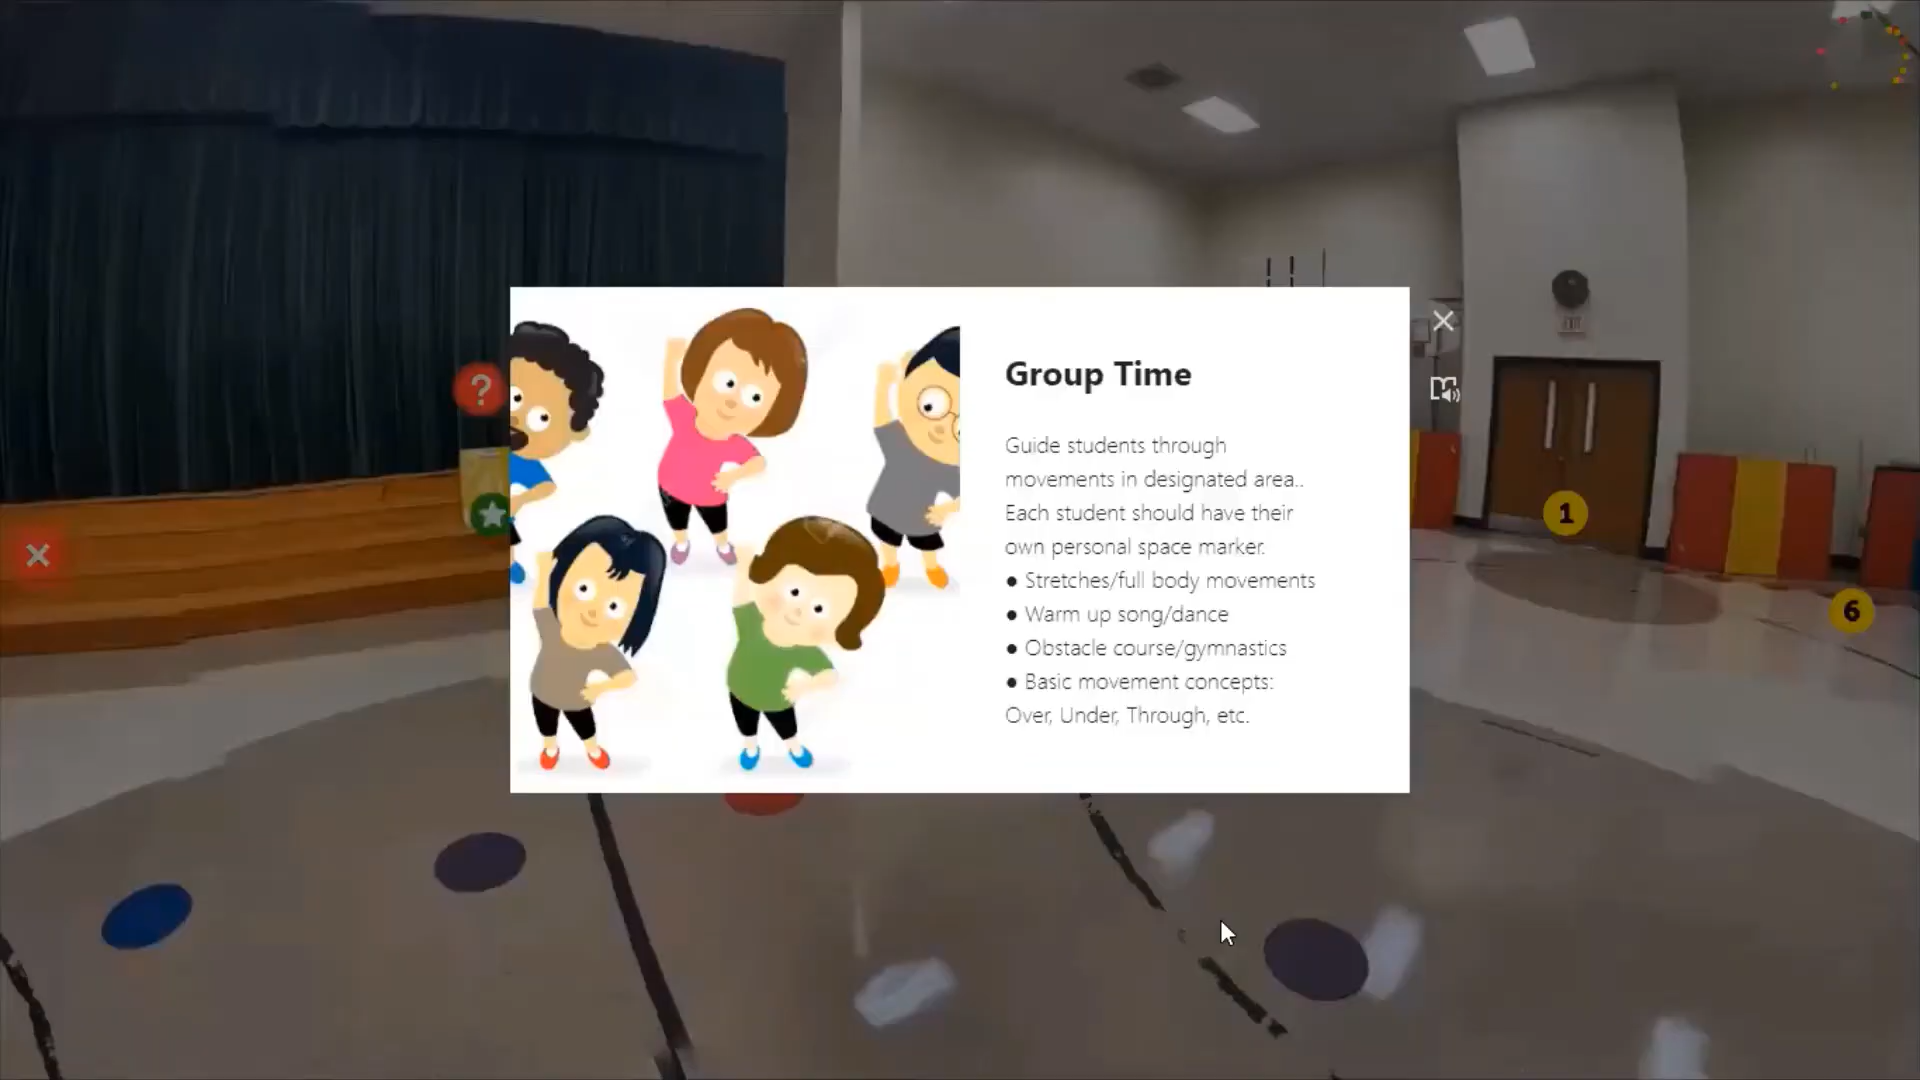 Group Time
Guide students through
movements in designated area..
Each student should have their
own personal space marker.
● Stretches/full body movements
● Warm up song/dance
● Obstacle course/gymnastics
● Basic movement concepts:
Over, Under, Through, etc.
?
EXIT
1
6